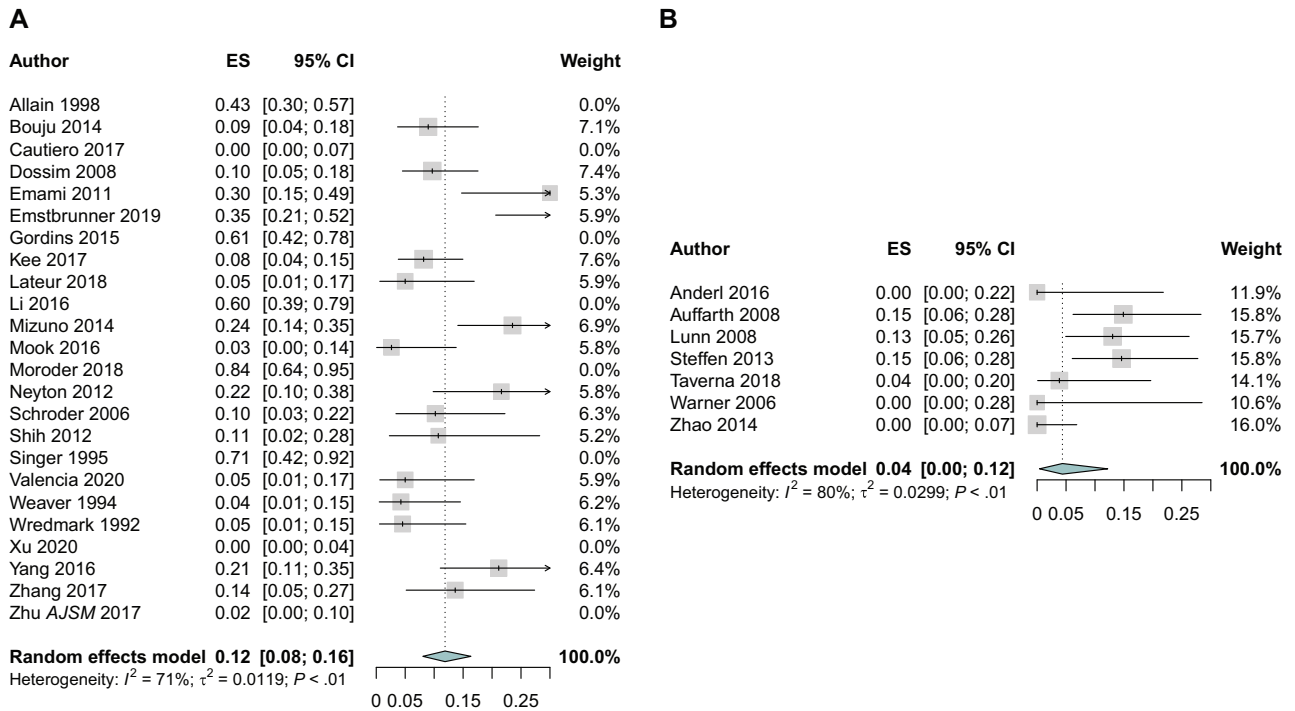 A
Author ES 95% CI Weight
Allain 1998 0.43 [0.30; 0.57] 0.0%
Bouju 2014 0.09 [0.04; 0.18] 7.1%
Cautiero 2017 0.00 [0.00; 0.07] 0.0%
Dossim 2008 0.10 [0.05; 0.18] 7.4%
Emami 2011 0.30 [0.15; 0.49] 5.3%
Emstbrunner 2019 0.35 [0.21; 0.52] 5.9%
Gordins 2015 0.61 [0.42; 0.78] 0.0%
Kee 2017 0.08 [0.04; 0.15] 7.6%
Lateur 2018 0.05 [0.01; 0.17] 5.9%
Li 2016 0.60 [0.39; 0.79] 0.0%
Mizuno 2014 0.24 [0.14; 0.35] 6.9%
Mook 2016 0.03 [0.00; 0.14] 5.8%
Moroder 2018 0.84 [0.64; 0.95] 0.0%
Neyton 2012 0.22 [0.10; 0.38] 5.8%
Schroder 2006 0.10 [0.03; 0.22] 6.3%
Shih 2012 0.11 [0.02; 0.28] 5.2%
Singer 1995 0.71 [0.42; 0.92] 0.0%
Valencia 2020 0.05 [0.01; 0.17] 5.9%
Weaver 1994 0.04 [0.01; 0.15] 6.2%
Wredmark 1992 0.05 [0.01; 0.15] 6.1%
Xu 2020 0.00 [0.00; 0.04] 0.0%
Yang 2016 0.21 [0.11; 0.35] 6.4%
Zhang 2017 0.14 [0.05; 0.27] 6.1%
Zhu AJSM 2017 0.02 [0.00; 0.10] 0.0%
Random effects model 0.12 [0.08; 0.16] 100.0%
Heterogeneity: I² = 71%; τ² = 0.0119; P < .01
0 0.05 0.15 0.25
B
Author ES 95% CI Weight
Anderl 2016 0.00 [0.00; 0.22] 11.9%
Auffarth 2008 0.15 [0.06; 0.28] 15.8%
Lunn 2008 0.13 [0.05; 0.26] 15.7%
Steffen 2013 0.15 [0.06; 0.28] 15.8%
Taverna 2018 0.04 [0.00; 0.20] 14.1%
Warner 2006 0.00 [0.00; 0.28] 10.6%
Zhao 2014 0.00 [0.00; 0.07] 16.0%
Random effects model 0.04 [0.00; 0.12] 100.0%
Heterogeneity: I² = 80%; τ² = 0.0299; P < .01
0 0.05 0.15 0.25